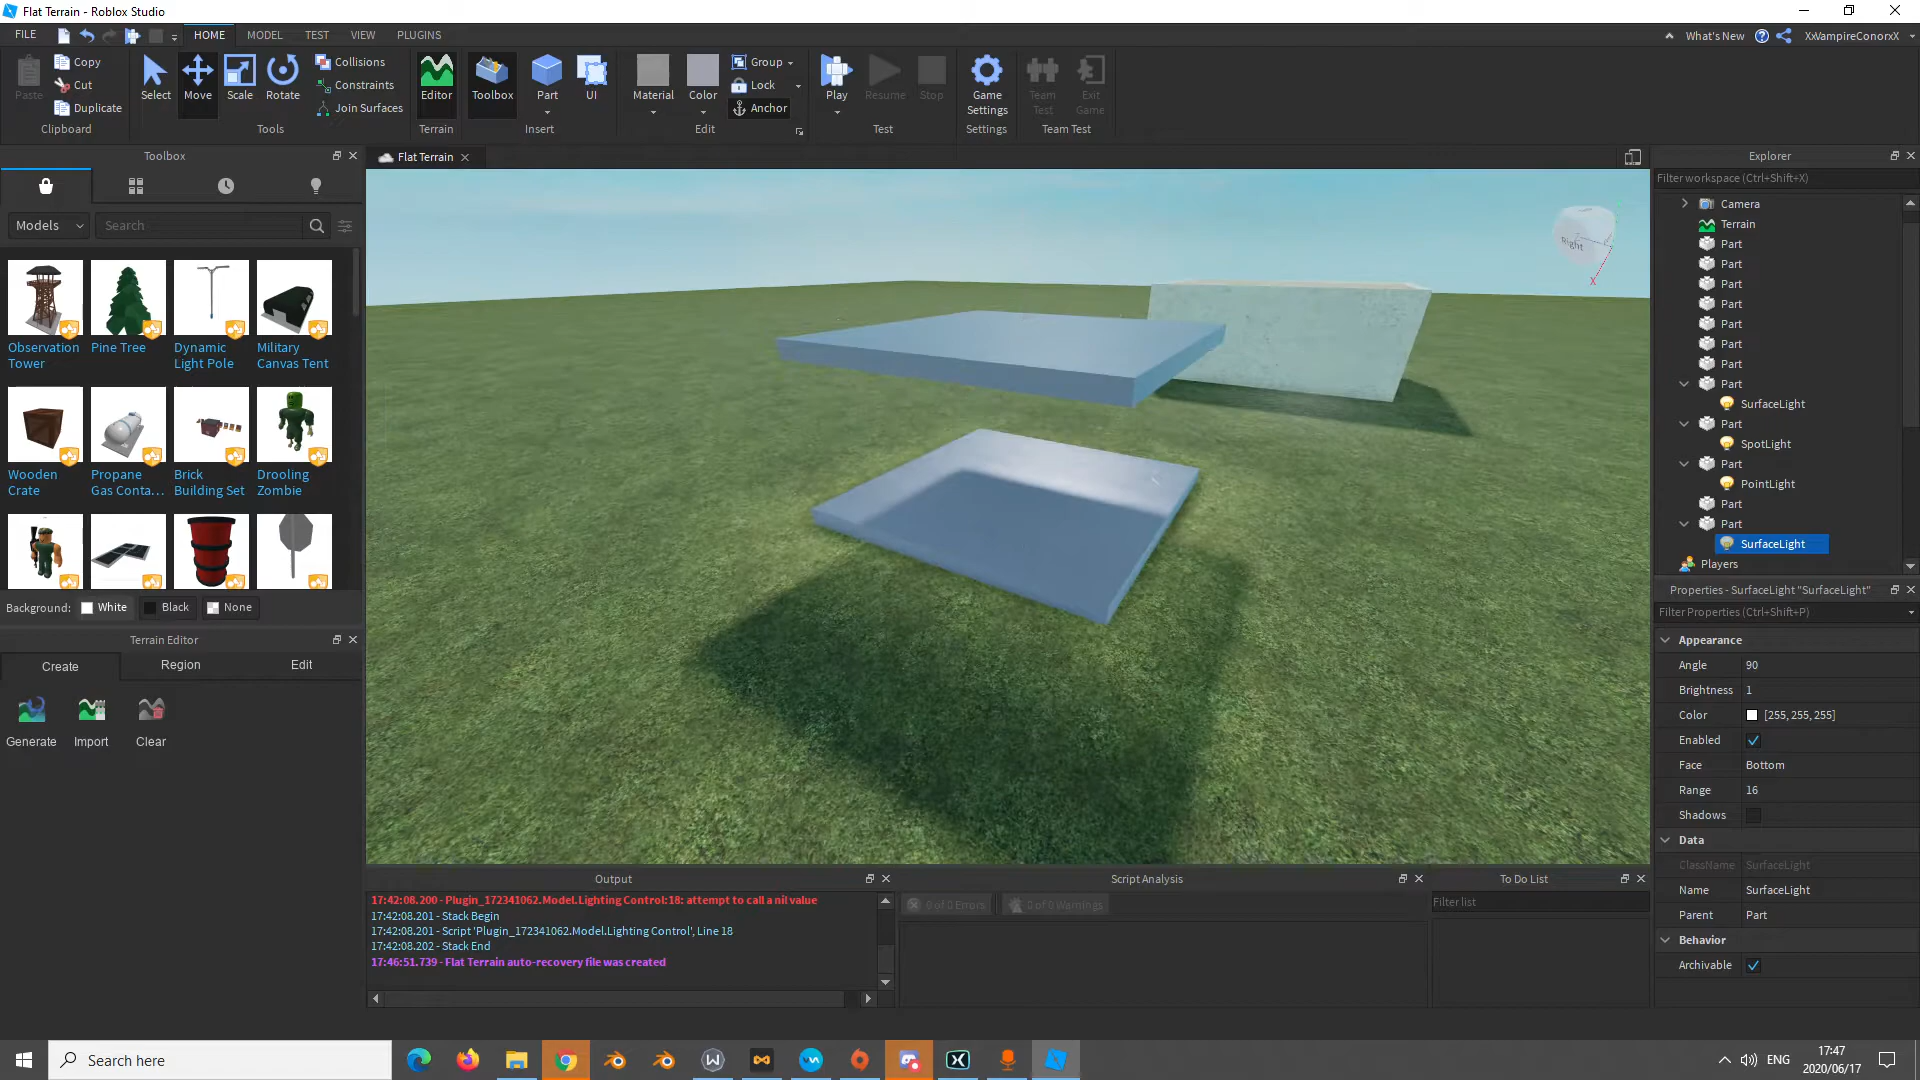 Flat Terrain - Roblox Studio
FILE HOME MODEL TEST VIEW PLUGINS What's New XxVampireConorxX
Paste Copy Cut Duplicate Clipboard
Select Move Scale Rotate Collisions Constraints Join Surfaces Tools
Editor Terrain
Toolbox Part UI Insert
Material Color Group Lock Anchor Edit
Play Resume Stop Test
Game Settings Settings
Team Test Exit Game Team Test
Toolbox
Models Search
Observation Tower
Pine Tree
Dynamic Light Pole
Military Canvas Tent
Wooden Crate
Propane Gas Conta...
Brick Building Set
Drooling Zombie
Background: White Black None
Terrain Editor
Create Region Edit
Generate Import Clear
Flat Terrain
Right
X
Output
17:42:08.200 - Plugin_172341062.Model.Lighting Control:18: attempt to call a nil value
17:42:08.201 - Stack Begin
17:42:08.201 - Script 'Plugin_172341062.Model.Lighting Control', Line 18
17:42:08.202 - Stack End
17:46:51.739 - Flat Terrain auto-recovery file was created
Script Analysis
0 of 0 Errors 0 of 0 Warnings
To Do List
Filter list
Explorer
Filter workspace (Ctrl+Shift+X)
Camera
Terrain
Part
Part
Part
Part
Part
Part
Part
Part
SurfaceLight
Part
SpotLight
Part
PointLight
Part
Part
SurfaceLight
Players
Properties - SurfaceLight "SurfaceLight"
Filter Properties (Ctrl+Shift+P)
Appearance
Angle 90
Brightness 1
Color [255, 255, 255]
Enabled
Face Bottom
Range 16
Shadows
Data
ClassName SurfaceLight
Name SurfaceLight
Parent Part
Behavior
Archivable
Search here
ENG
17:47
2020/06/17